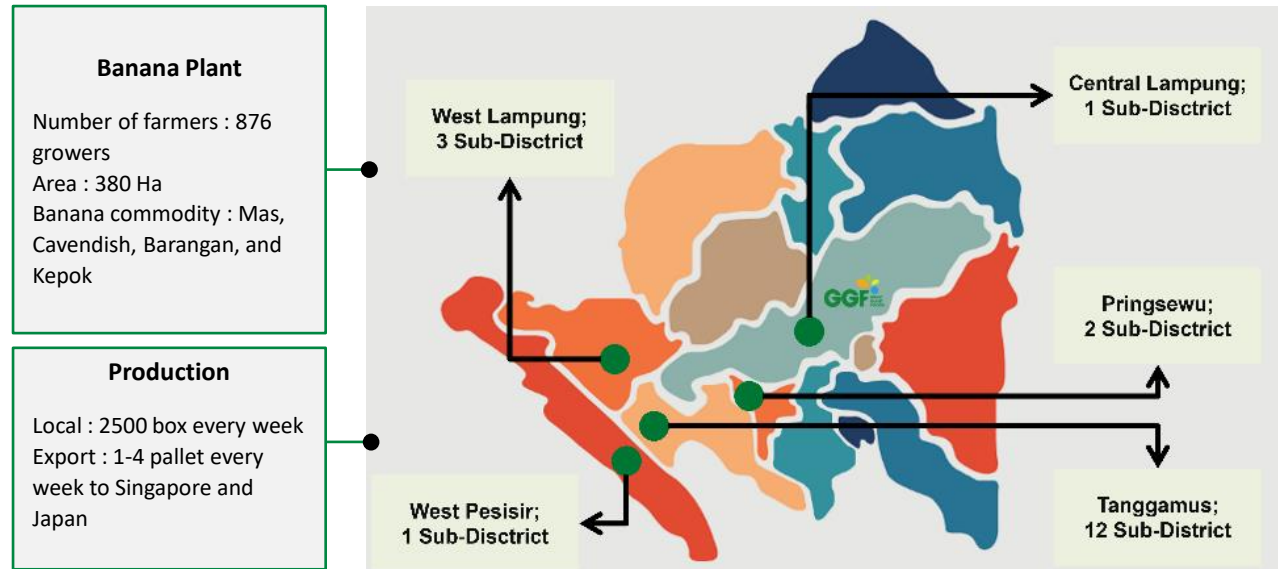 Banana Plant
Number of farmers : 876
growers
Area : 380 Ha
Banana commodity : Mas,
Cavendish, Barangan, and
Kepok
Production
Local : 2500 box every week
Export : 1-4 pallet every
week to Singapore and
Japan
West Lampung;
3 Sub-Disctrict
Central Lampung;
1 Sub-Disctrict
GGF
Pringsewu;
2 Sub-Disctrict
West Pesisir;
1 Sub-Disctrict
Tanggamus;
12 Sub-District